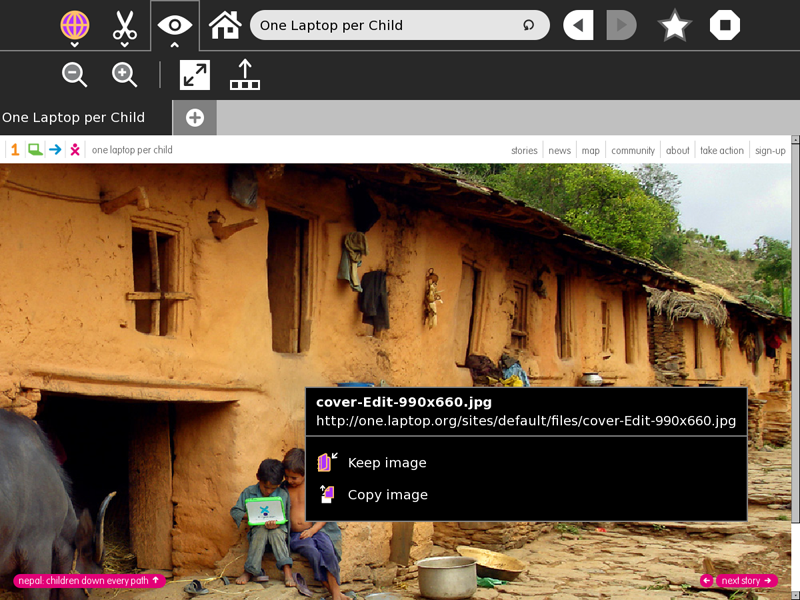 One Laptop per Child
One Laptop per Child
1
one laptop per child
stories
news
map
community
about
take action
sign-up
cover-Edit-990x660.jpg
http://one.laptop.org/sites/default/files/cover-Edit-990x660.jpg
Keep image
Copy image
nepal: children down every path ↑
← next story →